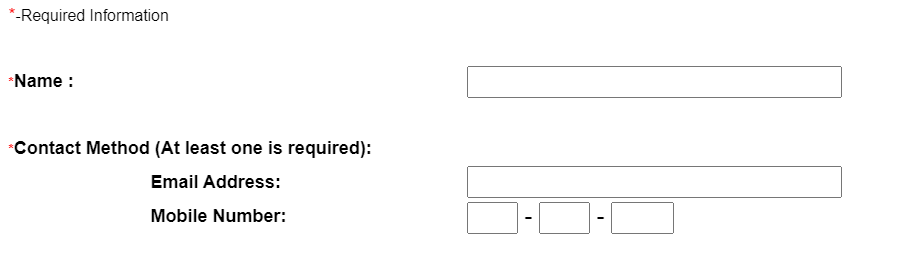 *-Required Information
*Name :
*Contact Method (At least one is required):
Email Address:
Mobile Number: - -